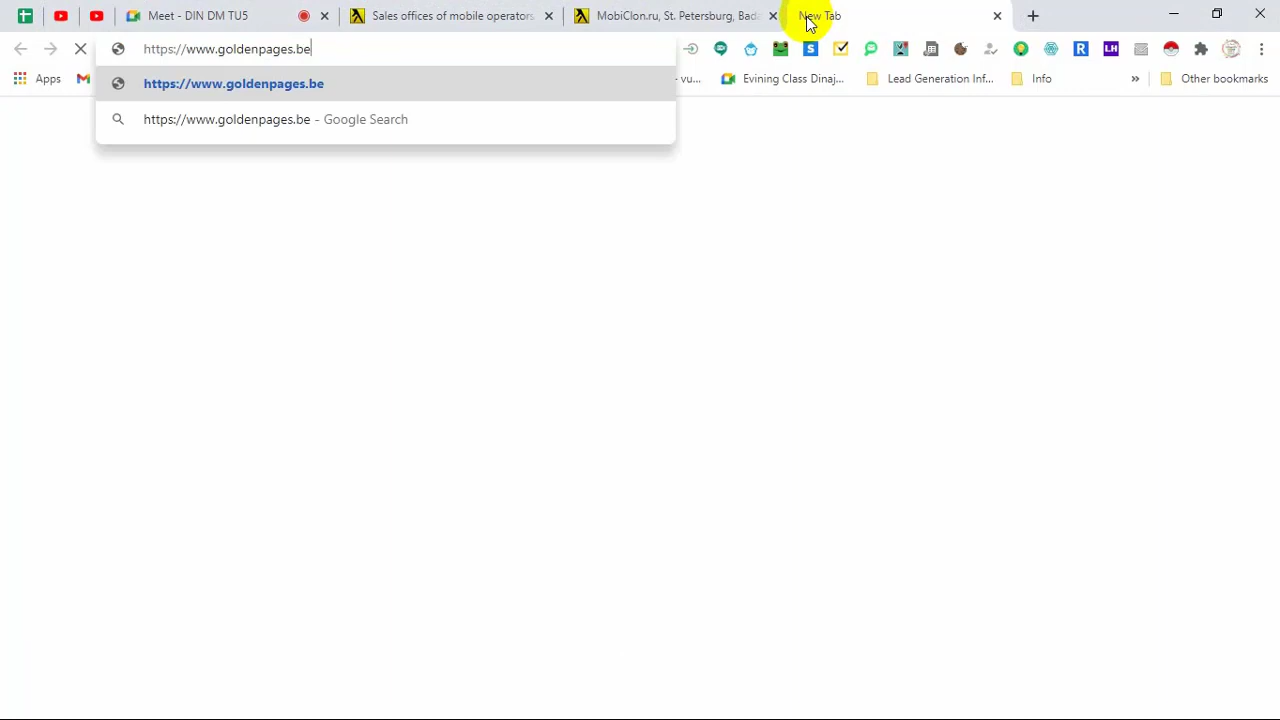 Meet - DIN DM TU5
Sales offices of mobile operators
MobiClon.ru, St. Petersburg, Bada
New Tab
https://www.goldenpages.be
Apps
- vu...
Evining Class Dinaj...
Lead Generation Inf...
Info
»
Other bookmarks
https://www.goldenpages.be
https://www.goldenpages.be - Google Search